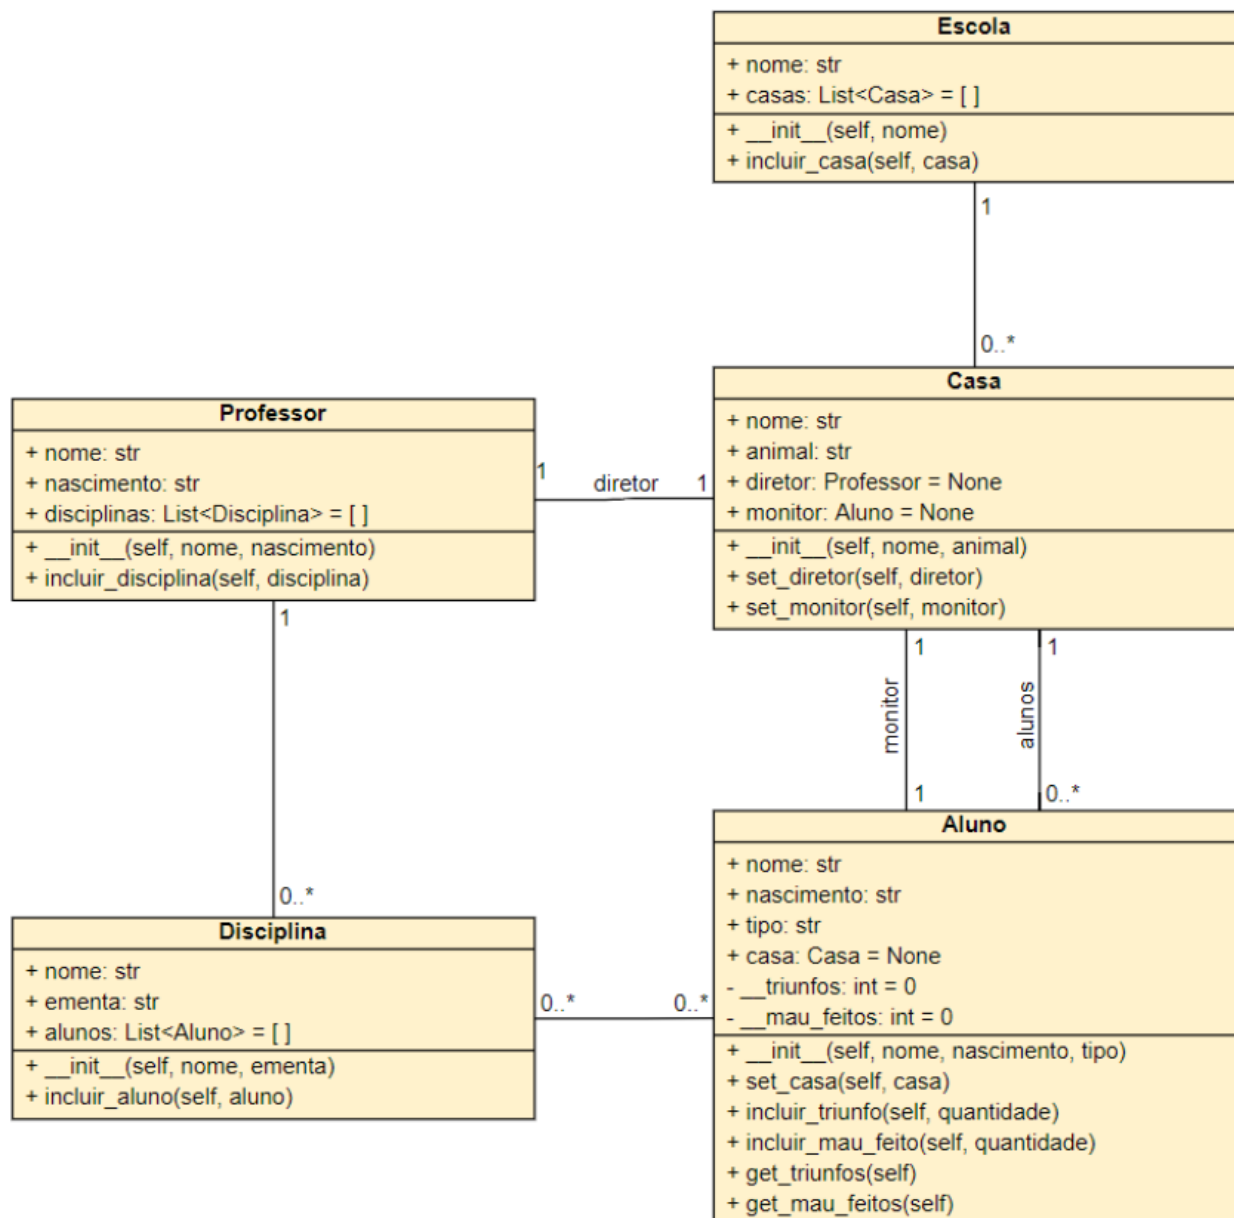 Escola
+ nome: str
+ casas: List<Casa> = [ ]
+ __init__(self, nome)
+ incluir_casa(self, casa)
1
0..*
Casa
+ nome: str
+ animal: str
+ diretor: Professor = None
+ monitor: Aluno = None
+ __init__(self, nome, animal)
+ set_diretor(self, diretor)
+ set_monitor(self, monitor)
Professor
+ nome: str
+ nascimento: str
+ disciplinas: List<Disciplina> = [ ]
+ __init__(self, nome, nascimento)
+ incluir_disciplina(self, disciplina)
1 diretor 1
1
0..*
1 1
monitor
alunos
1 0..*
Disciplina
+ nome: str
+ ementa: str
+ alunos: List<Aluno> = [ ]
+ __init__(self, nome, ementa)
+ incluir_aluno(self, aluno)
0..* 0..*
Aluno
+ nome: str
+ nascimento: str
+ tipo: str
+ casa: Casa = None
- __triunfos: int = 0
- __mau_feitos: int = 0
+ __init__(self, nome, nascimento, tipo)
+ set_casa(self, casa)
+ incluir_triunfo(self, quantidade)
+ incluir_mau_feito(self, quantidade)
+ get_triunfos(self)
+ get_mau_feitos(self)